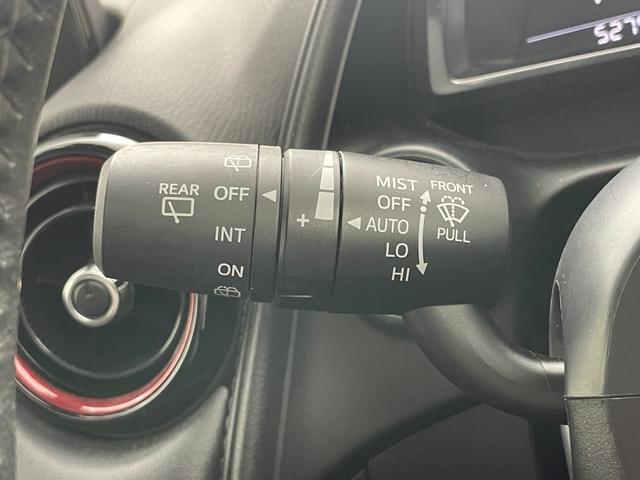 REAR
OFF
INT
ON
+
MIST
OFF
AUTO
LO
HI
FRONT
PULL